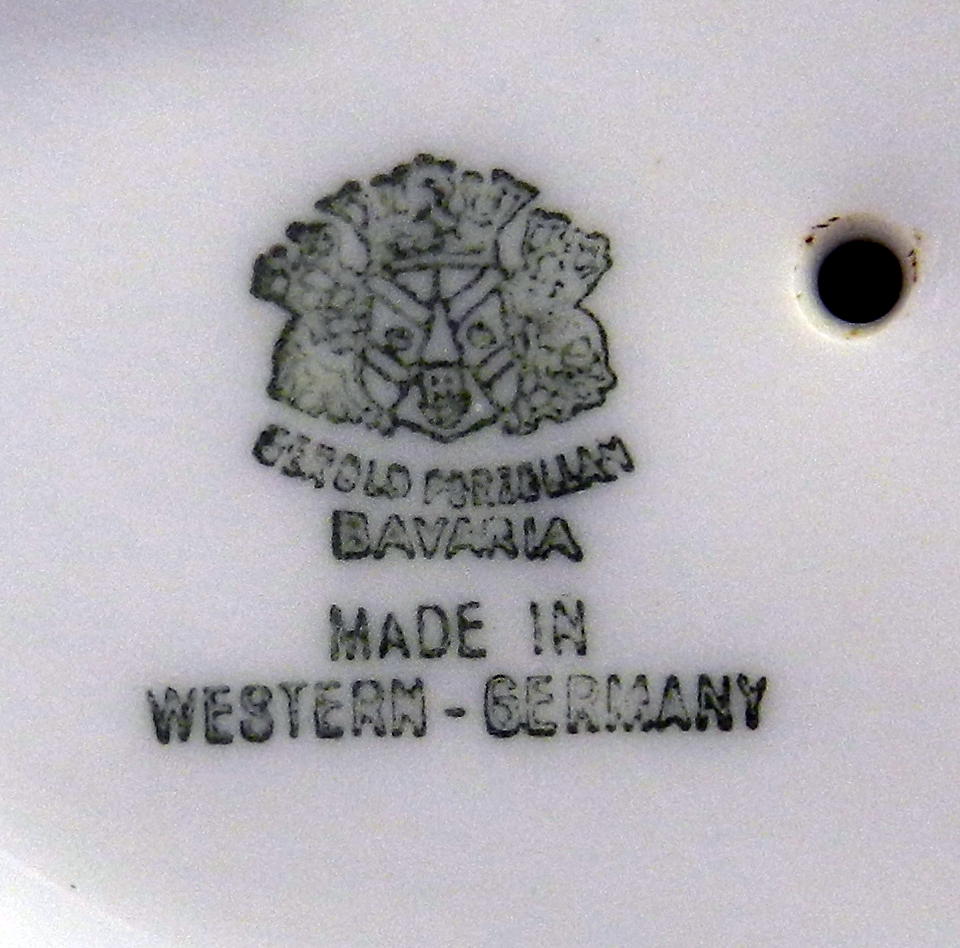 GEROLD PORZELLAN
BAVARIA
MADE IN
WESTERN-GERMANY